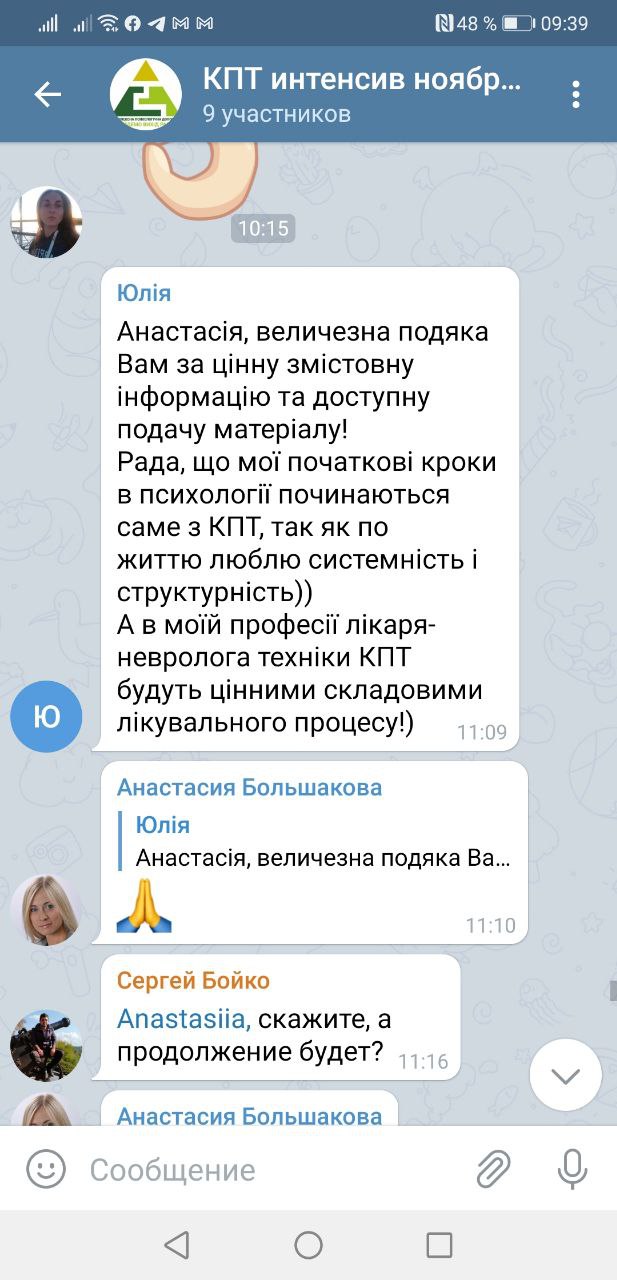 48 % 09:39
КПТ интенсив ноябр...
9 участников
10:15
Юлія
Анастасія, величезна подяка
Вам за цінну змістовну
інформацію та доступну
подачу матеріалу!
Рада, що мої початкові кроки
в психології починаються
саме з КПТ, так як по
життю люблю системність і
структурність))
А в моїй професії лікаря-
невролога техніки КПТ
будуть цінними складовими
лікувального процесу!)
11:09
Ю
Анастасия Большакова
Юлія
Анастасія, величезна подяка Ва...
🙏
11:10
Сергей Бойко
Anastasiia, скажите, а
продолжение будет?
11:16
Анастасия Большакова
Сообщение